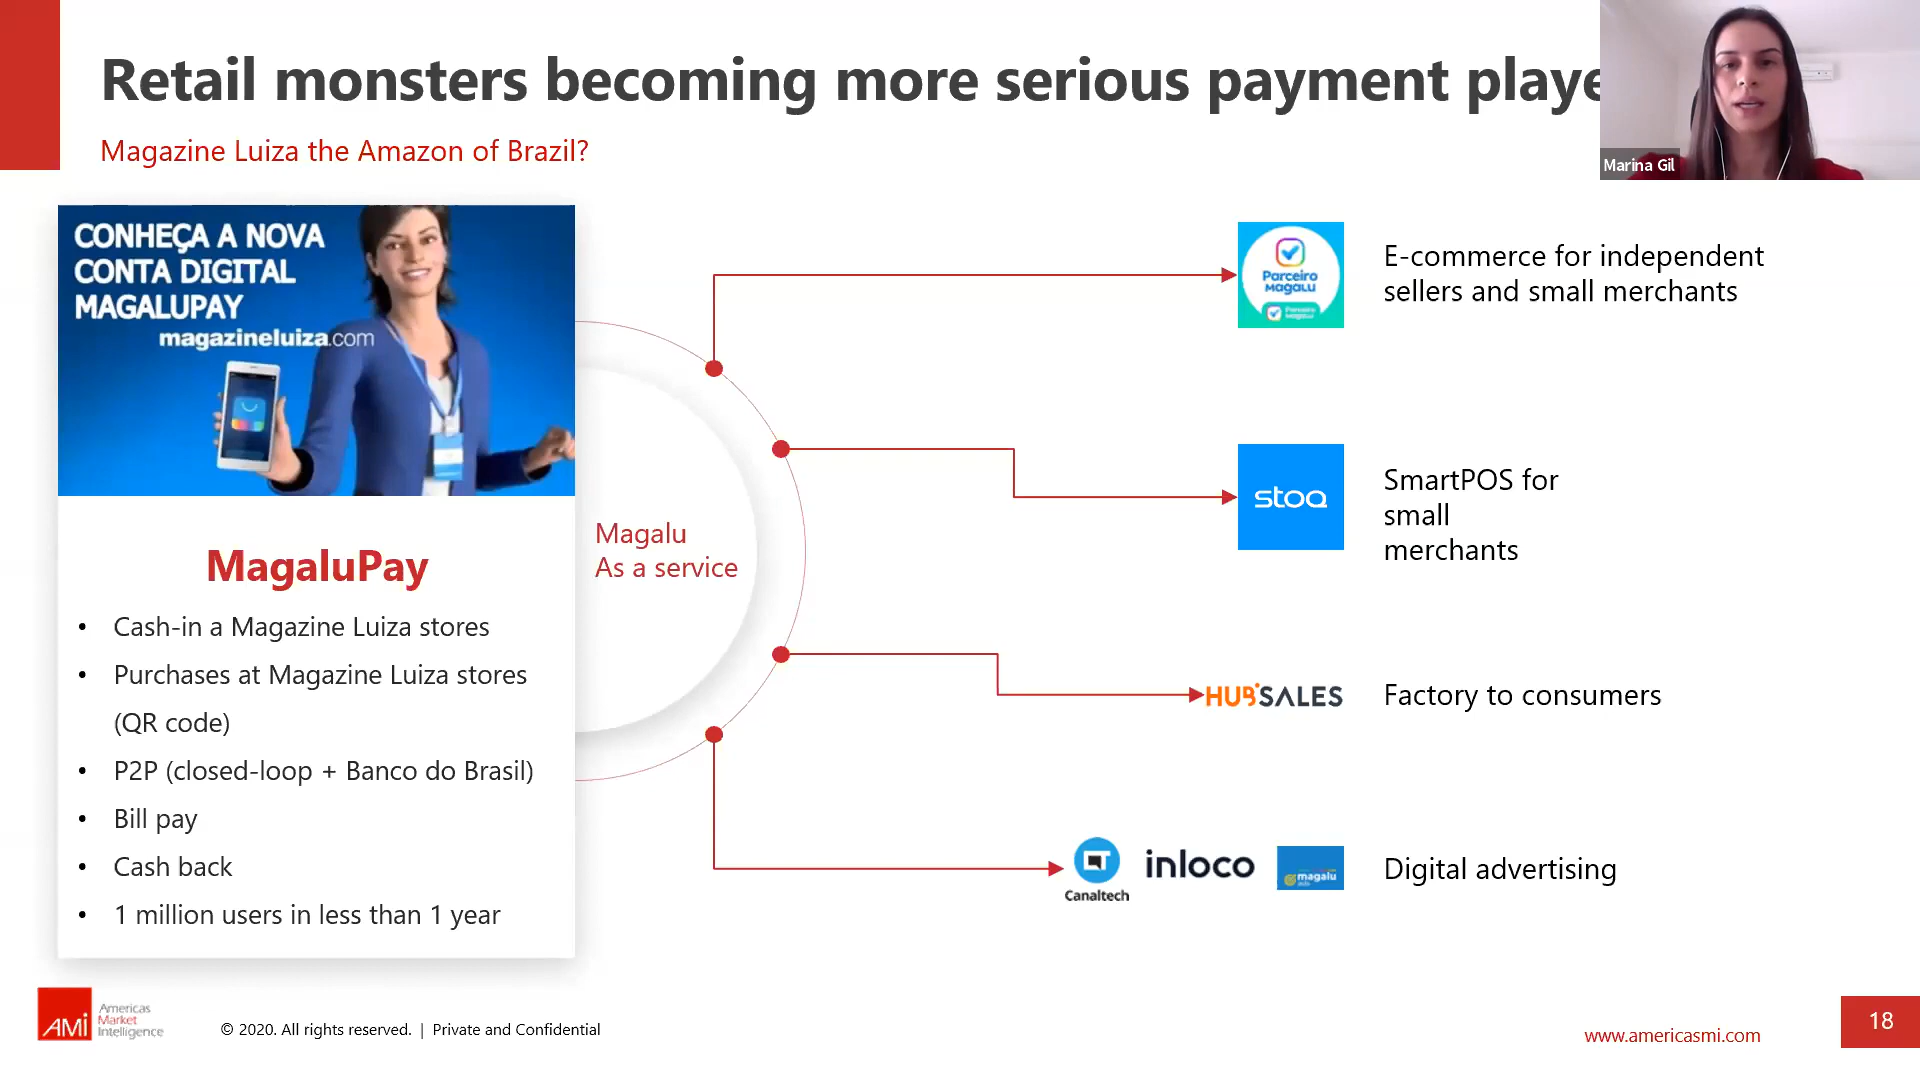 Retail monsters becoming more serious payment playe
Magazine Luiza the Amazon of Brazil?
Marina Gil
CONHEÇA A NOVA
CONTA DIGITAL
MAGALUPAY
magazineluiza.com
MagaluPay
• Cash-in a Magazine Luiza stores
• Purchases at Magazine Luiza stores
(QR code)
• P2P (closed-loop + Banco do Brasil)
• Bill pay
• Cash back
• 1 million users in less than 1 year
Magalu
As a service
Parceiro
Magalu
E-commerce for independent
sellers and small merchants
stoq
SmartPOS for
small
merchants
HUB SALES
Factory to consumers
Canaltech
inloco
magalu
Digital advertising
AMi
Americas
Market
Intelligence
© 2020. All rights reserved. | Private and Confidential
www.americasmi.com
18